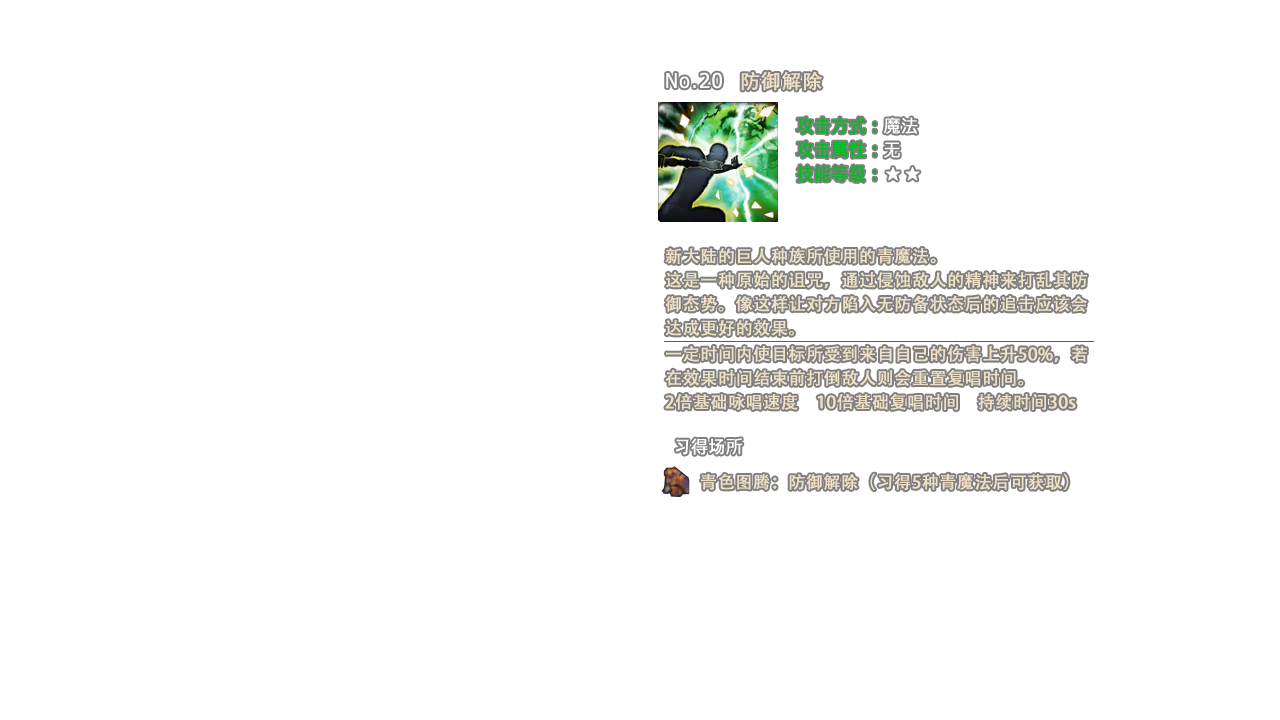 No.20 防御解除
攻击方式：魔法
攻击属性：无
技能等级：★★
新大陆的巨人种族所使用的青魔法。
这是一种原始的诅咒，通过侵蚀敌人的精神来打乱其防
御态势。像这样让对方陷入无防备状态后的追击应该会
达成更好的效果。
一定时间内使目标所受到来自自己的伤害上升50%，若
在效果时间结束前打倒敌人则会重置复唱时间。
2倍基础咏唱速度 10倍基础复唱时间 持续时间30s
习得场所
青色图腾：防御解除（习得5种青魔法后可获取）